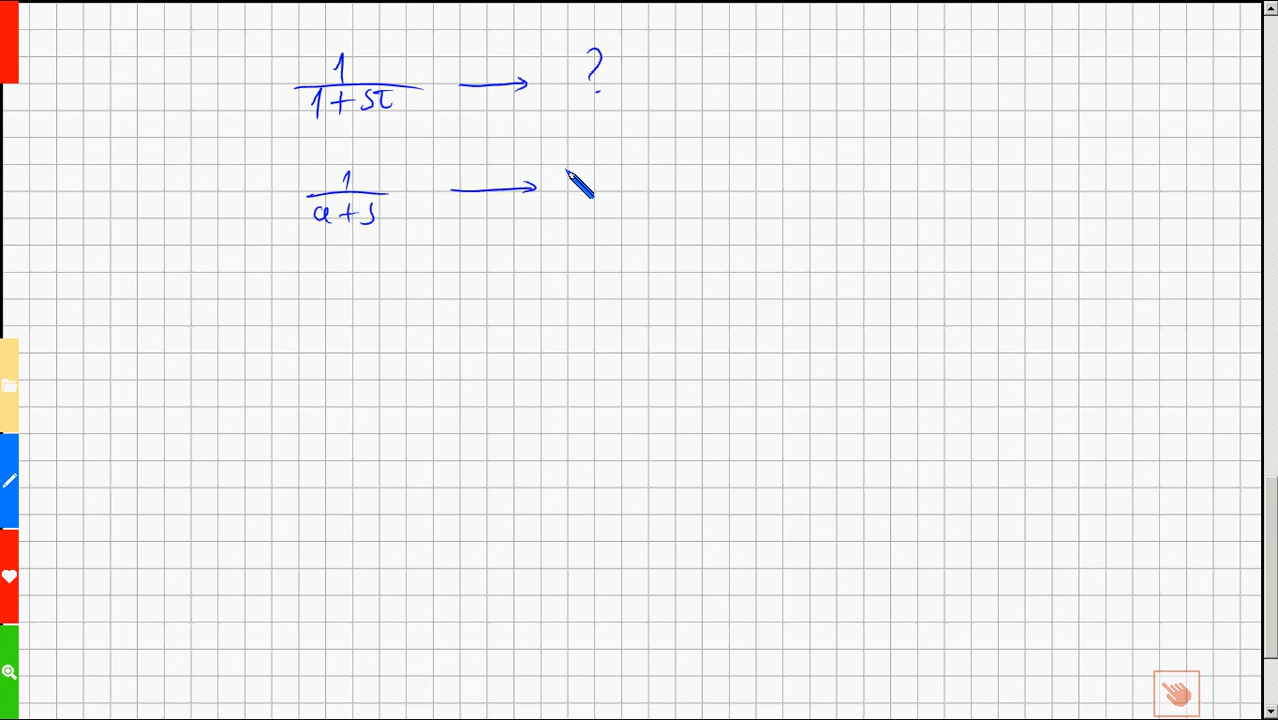 1/(1+sτ) → ?
1/(a+s) →